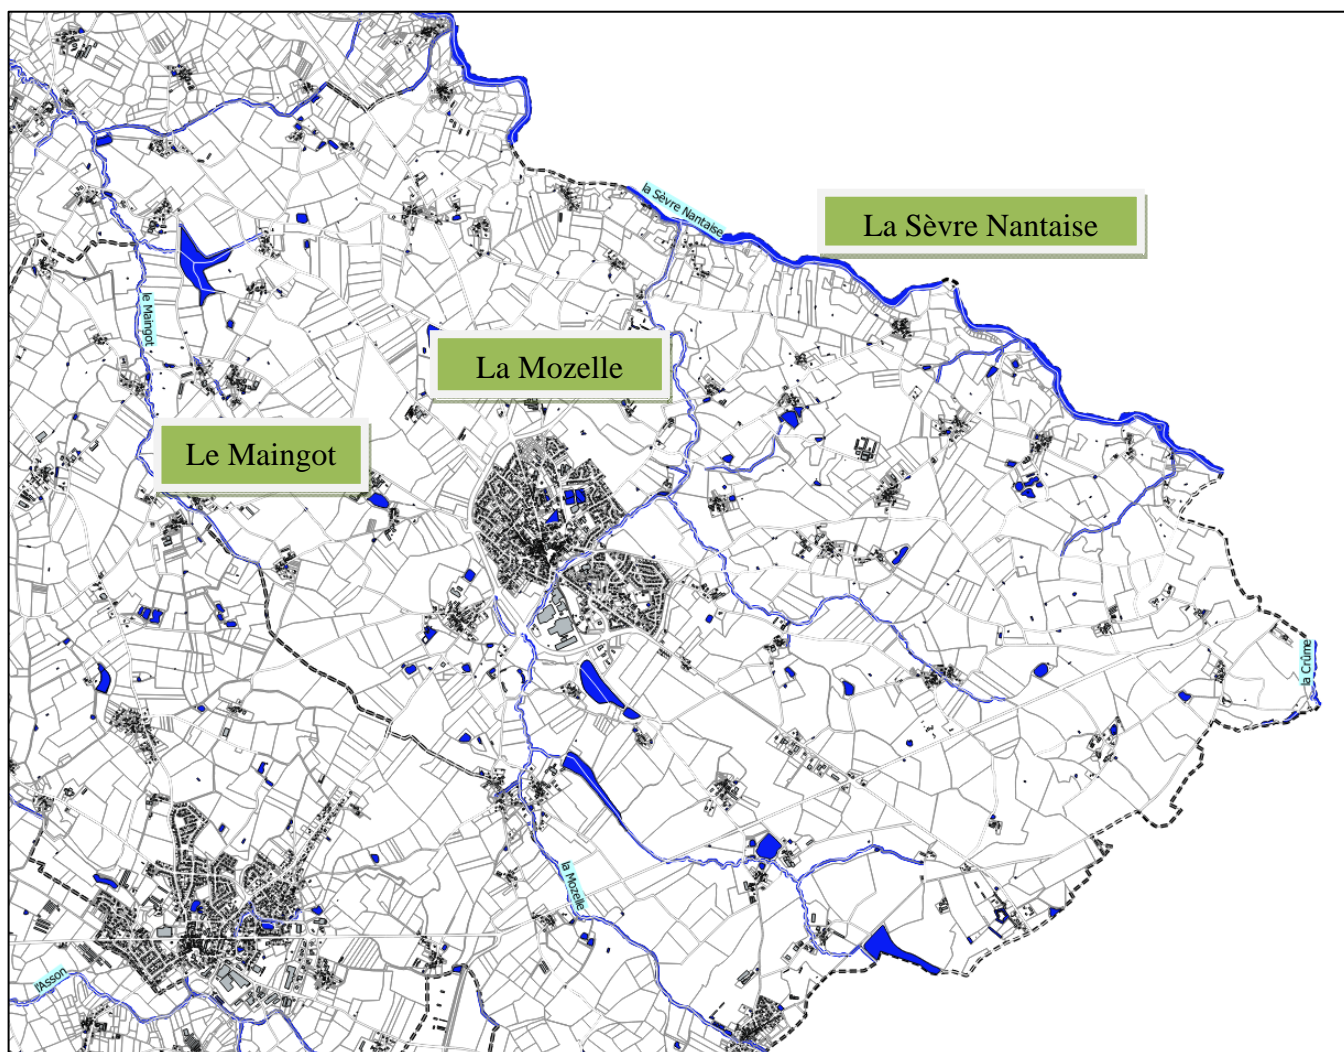 la Sèvre Nantaise
La Sèvre Nantaise
le Maingot
La Mozelle
Le Maingot
la Crûme
la Mozelle
l'Asson